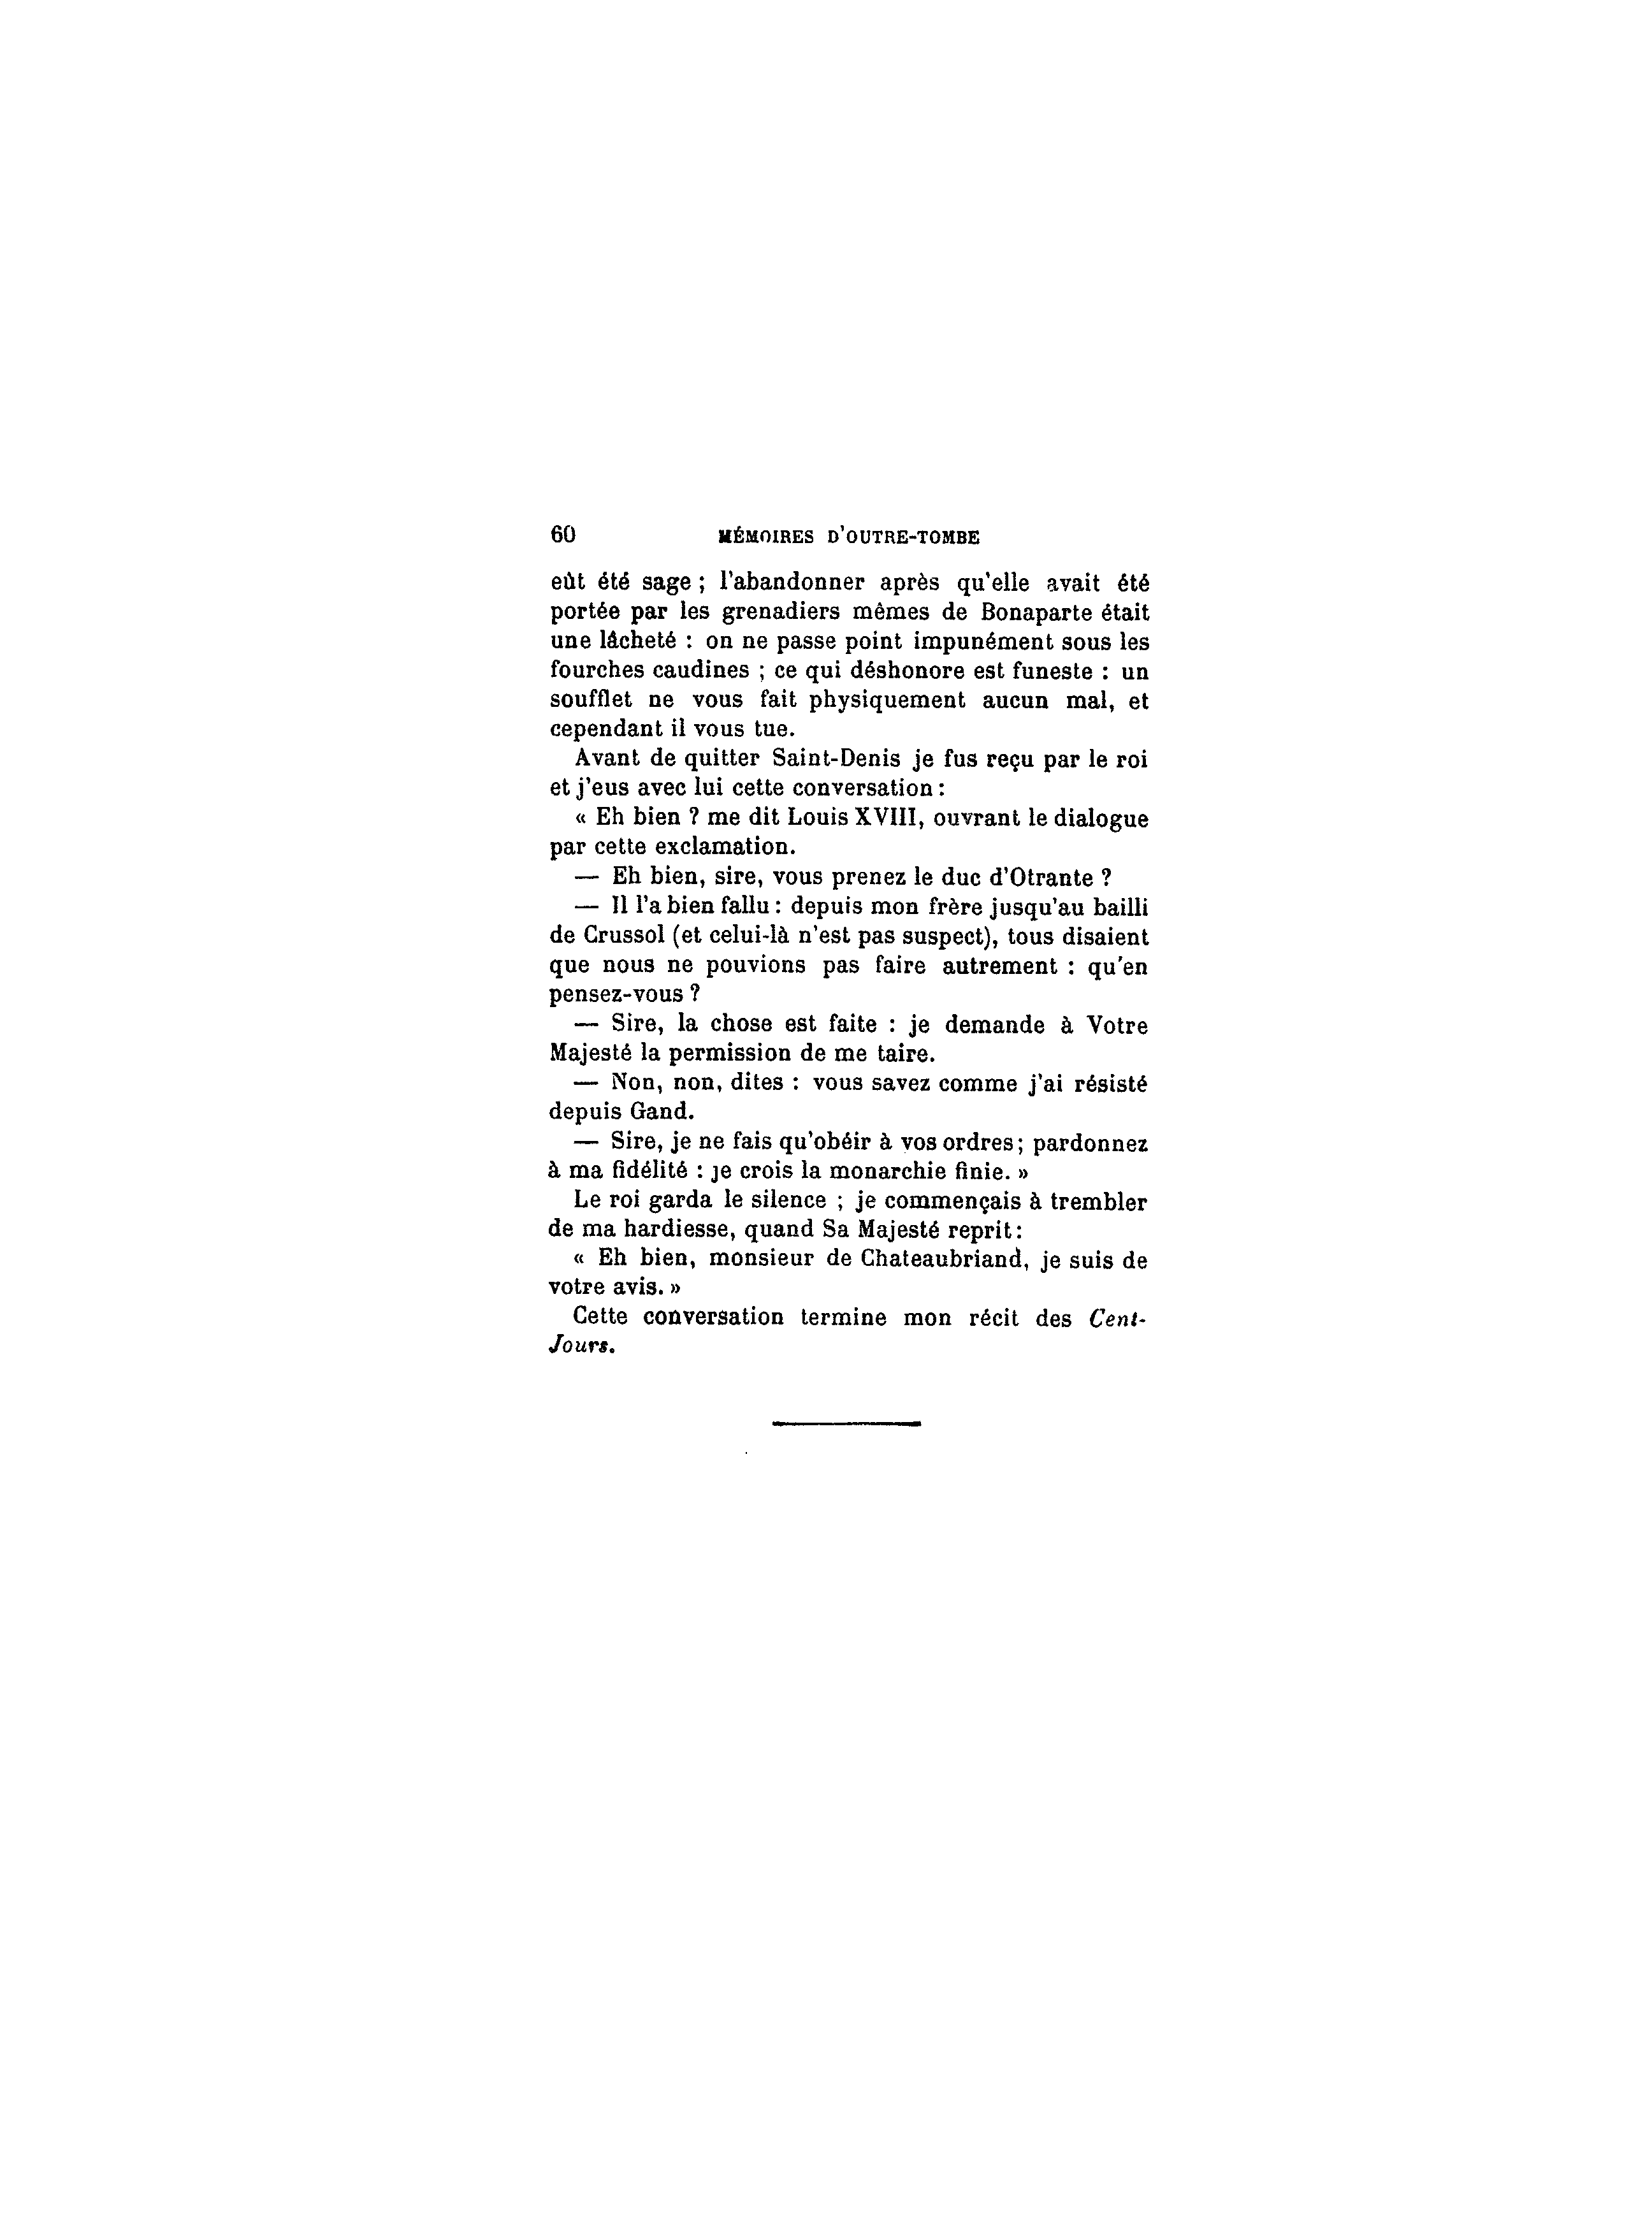 60 MÉMOIRES D'OUTRE-TOMBE
eût été sage ; l'abandonner après qu'elle avait été
portée par les grenadiers mêmes de Bonaparte était
une lâcheté : on ne passe point impunément sous les
fourches caudines ; ce qui déshonore est funeste : un
soufflet ne vous fait physiquement aucun mal, et
cependant il vous tue.
Avant de quitter Saint-Denis je fus reçu par le roi
et j'eus avec lui cette conversation :
« Eh bien ? me dit Louis XVIII, ouvrant le dialogue
par cette exclamation.
— Eh bien, sire, vous prenez le duc d'Otrante ?
— Il l'a bien fallu : depuis mon frère jusqu'au bailli
de Crussol (et celui-là n'est pas suspect), tous disaient
que nous ne pouvions pas faire autrement : qu'en
pensez-vous ?
— Sire, la chose est faite : je demande à Votre
Majesté la permission de me taire.
— Non, non, dites : vous savez comme j'ai résisté
depuis Gand.
— Sire, je ne fais qu'obéir à vos ordres ; pardonnez
à ma fidélité : je crois la monarchie finie. »
Le roi garda le silence ; je commençais à trembler
de ma hardiesse, quand Sa Majesté reprit :
« Eh bien, monsieur de Chateaubriand, je suis de
votre avis. »
Cette conversation termine mon récit des Cent-
Jours.